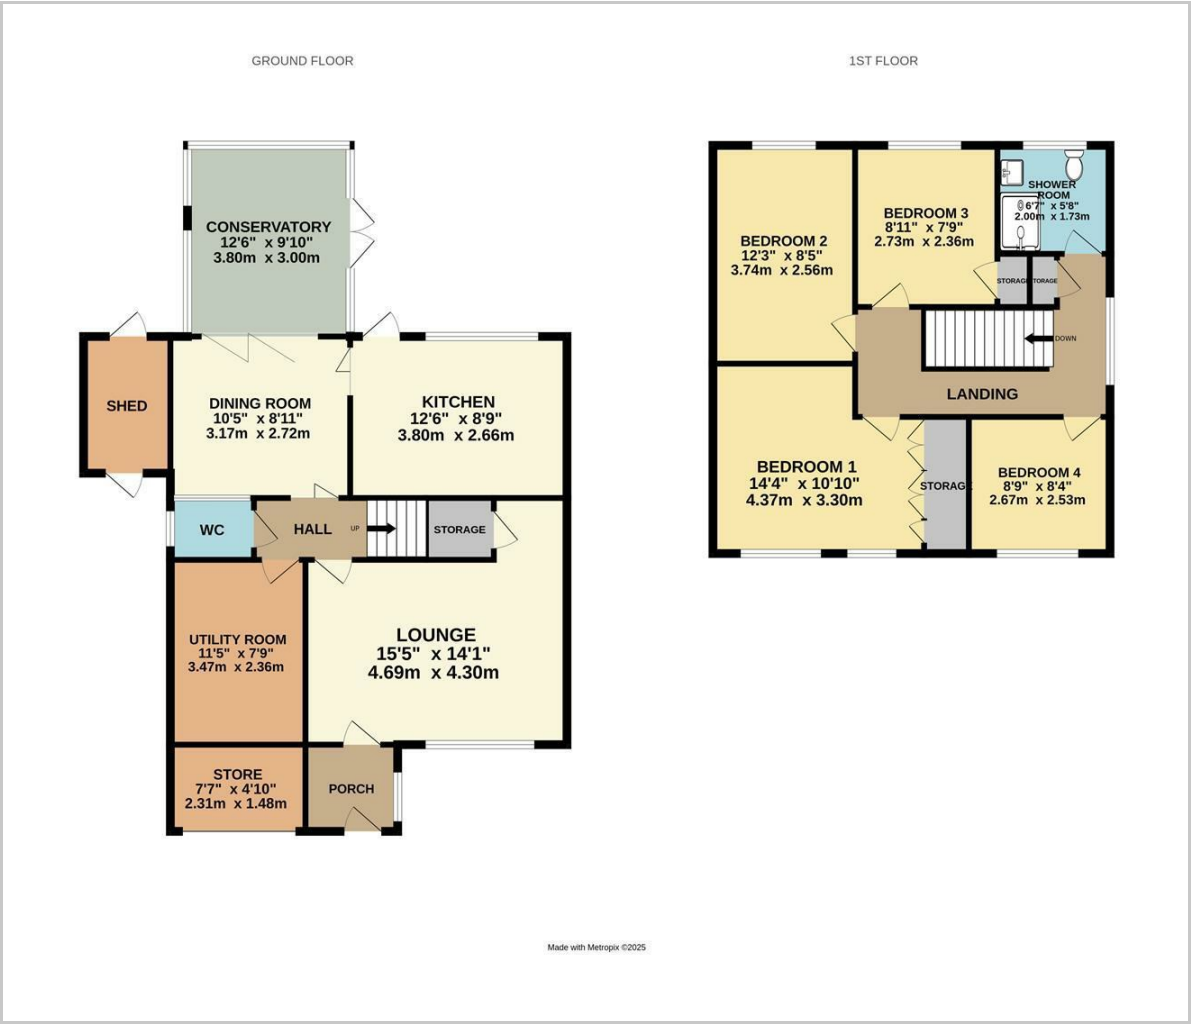 GROUND FLOOR
1ST FLOOR
CONSERVATORY
12'6" x 9'10"
3.80m x 3.00m
SHED
DINING ROOM
10'5" x 8'11"
3.17m x 2.72m
KITCHEN
12'6" x 8'9"
3.80m x 2.66m
WC
HALL
UP
STORAGE
UTILITY ROOM
11'5" x 7'9"
3.47m x 2.36m
LOUNGE
15'5" x 14'1"
4.69m x 4.30m
STORE
7'7" x 4'10"
2.31m x 1.48m
PORCH
BEDROOM 2
12'3" x 8'5"
3.74m x 2.56m
BEDROOM 3
8'11" x 7'9"
2.73m x 2.36m
SHOWER
ROOM
6'7" x 5'8"
2.00m x 1.73m
STORAGE
STORAGE
DOWN
LANDING
BEDROOM 1
14'4" x 10'10"
4.37m x 3.30m
STORAGE
BEDROOM 4
8'9" x 8'4"
2.67m x 2.53m
Made with Metropix ©2025